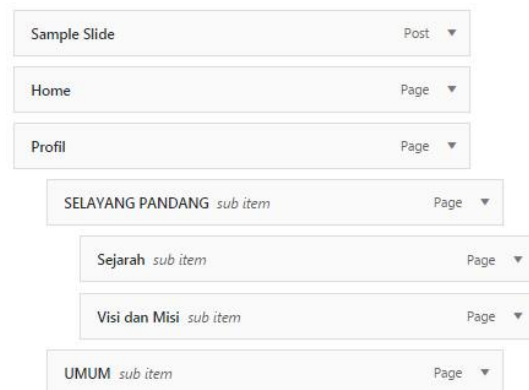 Sample Slide Post
Home Page
Profil Page
SELAYANG PANDANG sub item Page
Sejarah sub item Page
Visi dan Misi sub item Page
UMUM sub item Page